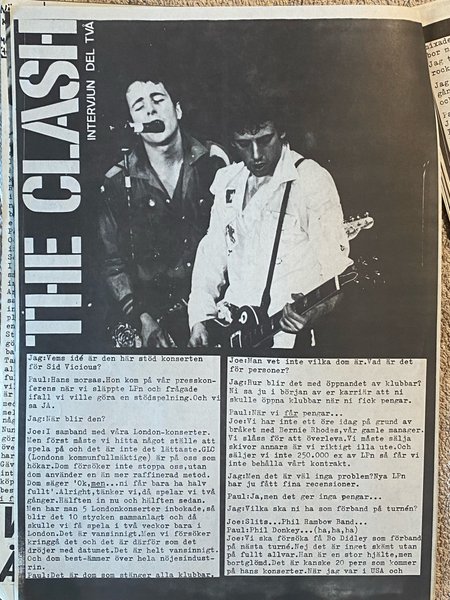 THE CLASH
INTERVJUN DEL TVÅ
Jag:Vems idé är den här stöd konserten
för Sid Vicious?
Paul:Hans morsas.Hon kom på vår presskon-
ferens när vi släppte LPn och frågade
ifall vi ville göra en stödspelning.Och vi
sa JA.
Jag:När blir den?
Joe:I samband med våra London-konserter.
Men först måste vi hitta något ställe att
spela på och det är inte det lättaste.GLC
(Londons kommunfullmäktige) är på oss som
hökar.Dom försöker inte stoppa oss,utan
dom använder en än mer raffinerad metod.
Dom säger'Ok,men...ni får bara ha halv
fullt'.Allright,tänker vi,då spelar vi två
gånger.Hälften in nu och hälften sedan.
Men har man 5 Londonkonserter inbokade,så
blir det 10 stycken sammanlagt och då
skulle vi få spela i två veckor bara i
London.Det är vansinnigt.Men vi försöker
kringgå det och det är därför som det
dröjer med datumet.Det är helt vansinnigt.
Och dom best-ämmer över hela nöjesindust-
rin.
Paul:Det är dom som stänger alla klubbar.
Joe:Han vet inte vilka dom är.Vad är det
för personer?
Jag:Hur blir det med öppnandet av klubbar?
Ni sa ju i början av er karriär att ni
skulle öppna klubbar när ni fick pengar.
Paul:När vi får pengar...
Joe:Vi har inte ett öre idag på grund av
bråket med Bernie Rhodes,vår gamle manager.
Vi slåss för att överleva.Vi måste sälja
skivor annars är vi riktigt illa ute.Och
säljer vi inte 250.000 ex av LPn så får vi
inte behålla vårt kontrakt.
Jag:Men det är väl inga problem?Nya LPn
har ju fått fina recensioner.
Paul:Ja,men det ger inga pengar...
Jag:Vilka ska ni ha som förband på turnén?
Joe:Slits...Phil Rambow Band...
Paul:Phil Donkey...(ha,ha,ha)
Joe:Vi ska försöka få Bo Didley som förband
på nästa turné.Nej det är inget skämt utan
på fullt allvar.Han är en stor hjälte,men
bortglömd.Det är kanske 20 pers som kommer
på hans konserter.När jag var i USA och